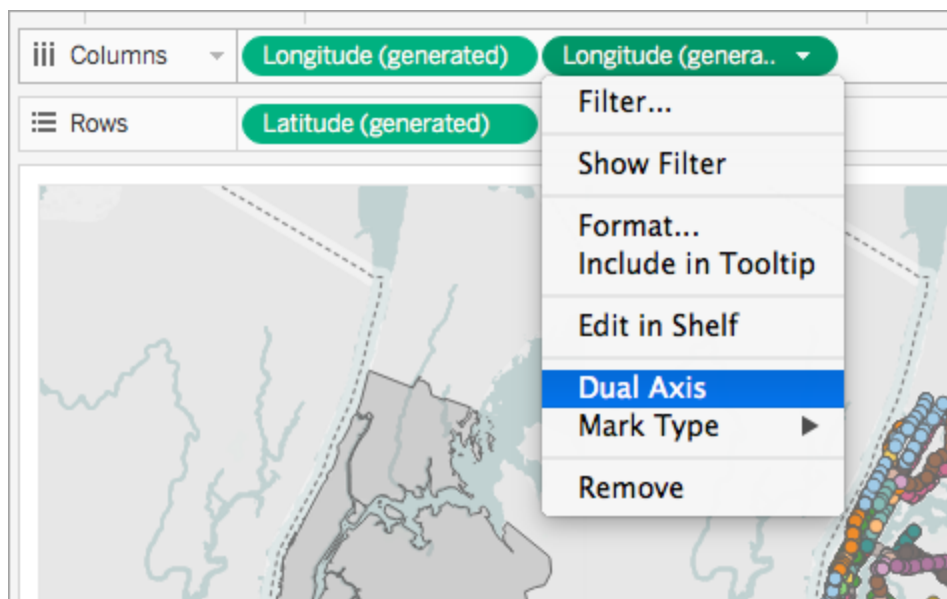 Columns
Longitude (generated)
Longitude (genera..
Rows
Latitude (generated)
Filter...
Show Filter
Format...
Include in Tooltip
Edit in Shelf
Dual Axis
Mark Type
Remove